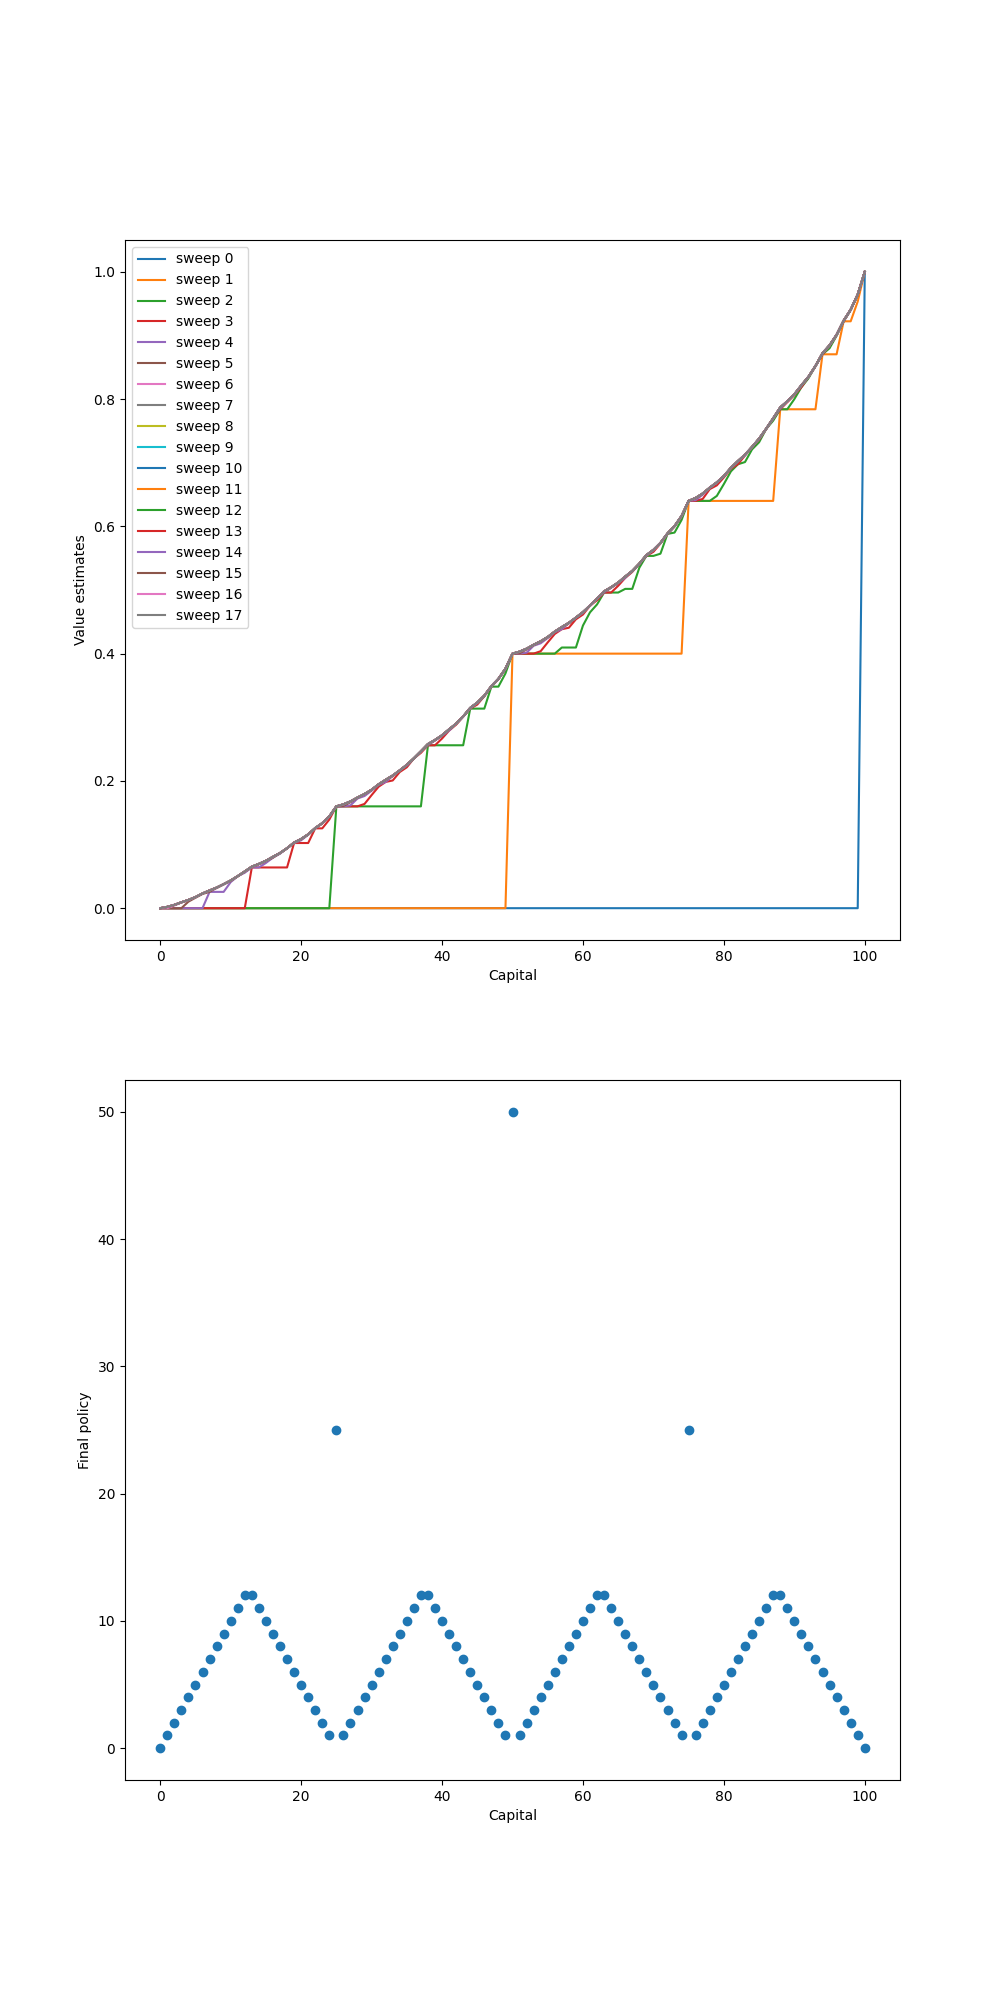 1.0
0.8
0.6
0.4
0.2
0.0
Value estimates
sweep 0
sweep 1
sweep 2
sweep 3
sweep 4
sweep 5
sweep 6
sweep 7
sweep 8
sweep 9
sweep 10
sweep 11
sweep 12
sweep 13
sweep 14
sweep 15
sweep 16
sweep 17
0 20 40 60 80 100
Capital
50
40
30
20
10
0
Final policy
0 20 40 60 80 100
Capital